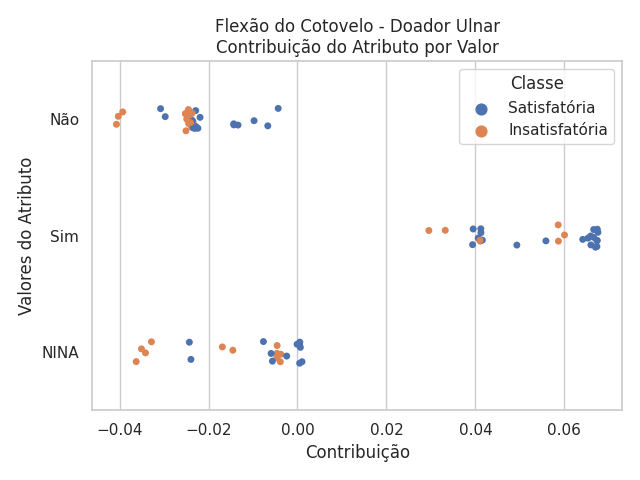 Flexão do Cotovelo - Doador Ulnar
Contribuição do Atributo por Valor
Classe
Satisfatória
Insatisfatória
Valores do Atributo
Não
Sim
NINA
−0.04
−0.02
0.00
0.02
0.04
0.06
Contribuição